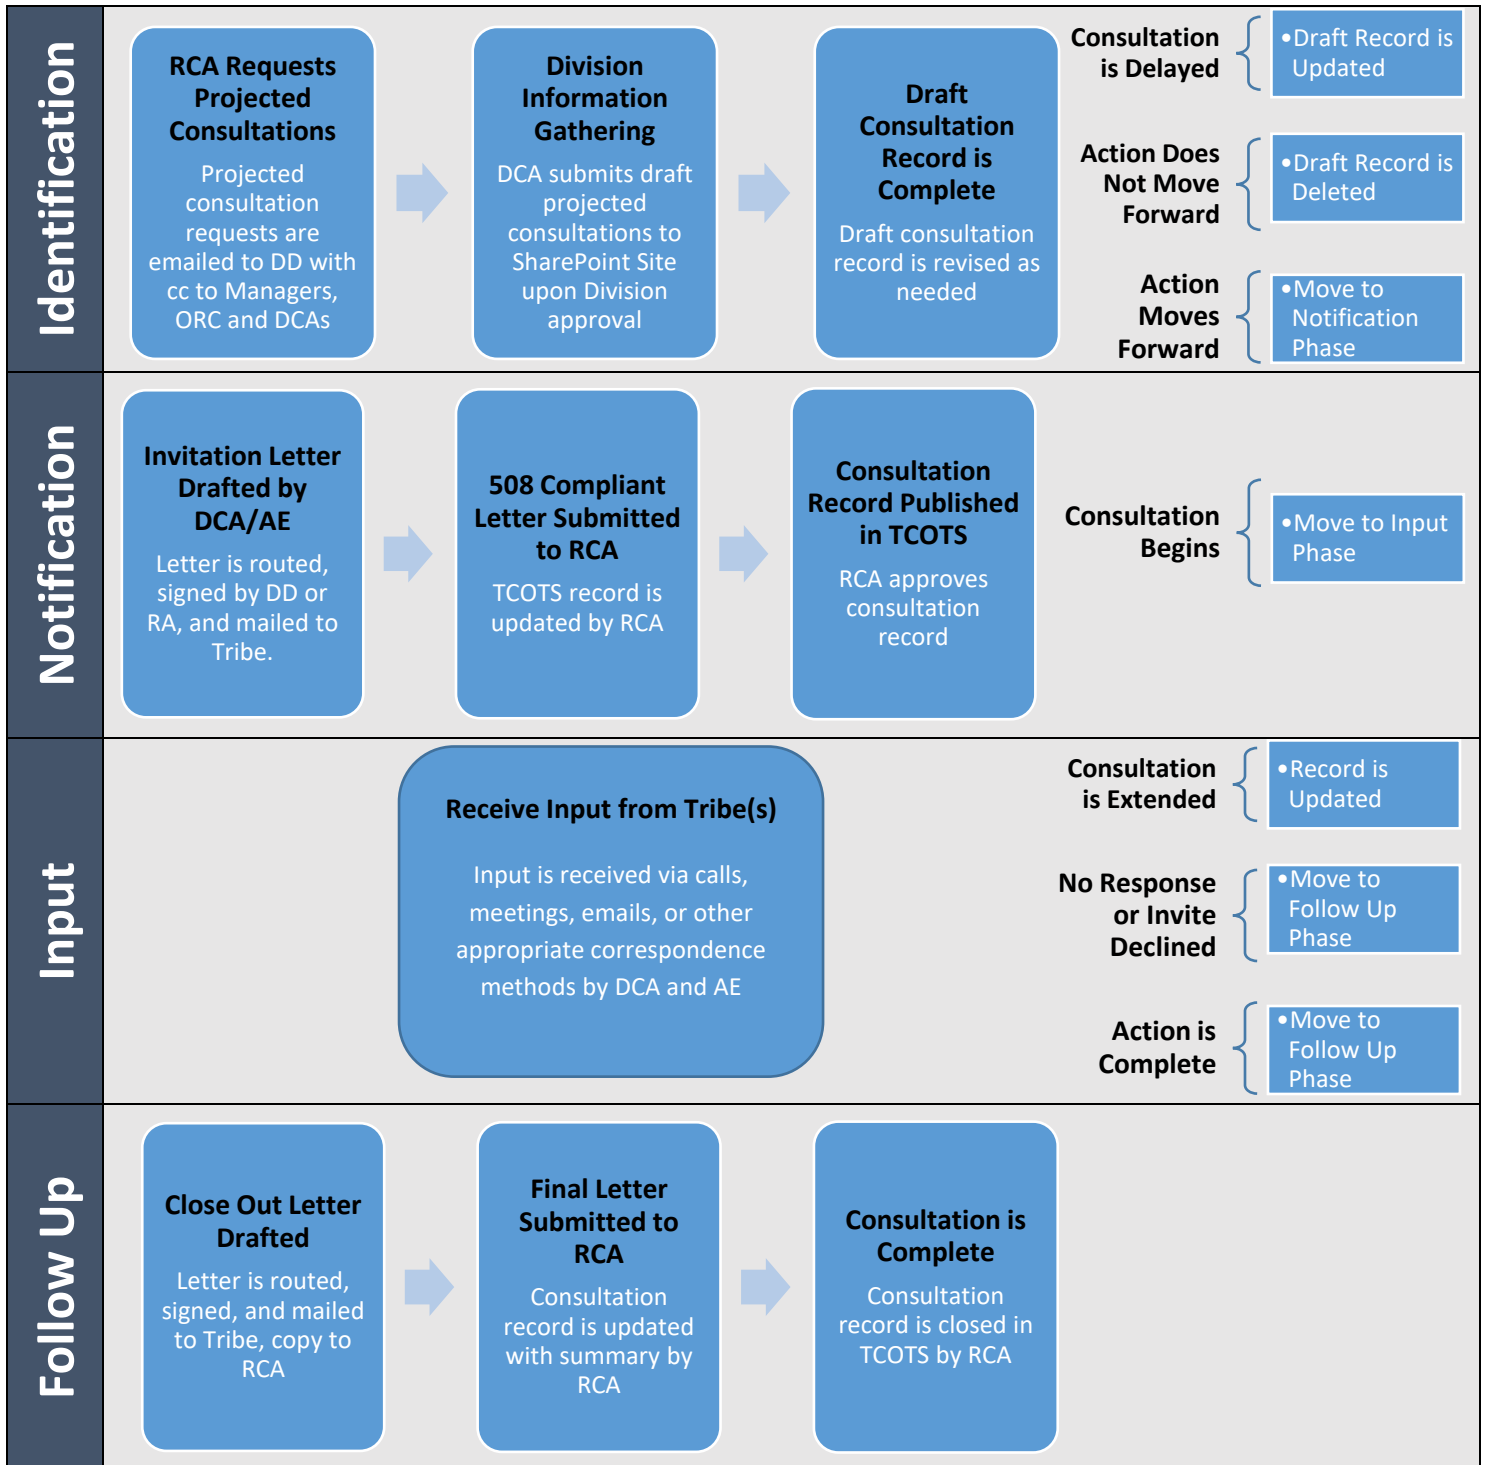 Identification
RCA Requests
Projected
Consultations
Projected
consultation
requests are
emailed to DD with
cc to Managers,
ORC and DCAs
Division
Information
Gathering
DCA submits draft
projected
consultations to
SharePoint Site
upon Division
approval
Draft
Consultation
Record is
Complete
Draft consultation
record is revised as
needed
Consultation
is Delayed
•Draft Record is
Updated
Action Does
Not Move
Forward
•Draft Record is
Deleted
Action
Moves
Forward
•Move to
Notification
Phase
Notification
Invitation Letter
Drafted by
DCA/AE
Letter is routed,
signed by DD or
RA, and mailed to
Tribe.
508 Compliant
Letter Submitted
to RCA
TCOTS record is
updated by RCA
Consultation
Record Published
in TCOTS
RCA approves
consultation
record
Consultation
Begins
•Move to Input
Phase
Input
Receive Input from Tribe(s)
Input is received via calls,
meetings, emails, or other
appropriate correspondence
methods by DCA and AE
Consultation
is Extended
•Record is
Updated
No Response
or Invite
Declined
•Move to
Follow Up
Phase
Action is
Complete
•Move to
Follow Up
Phase
Follow Up
Close Out Letter
Drafted
Letter is routed,
signed, and mailed
to Tribe, copy to
RCA
Final Letter
Submitted to
RCA
Consultation
record is updated
with summary by
RCA
Consultation is
Complete
Consultation
record is closed in
TCOTS by RCA